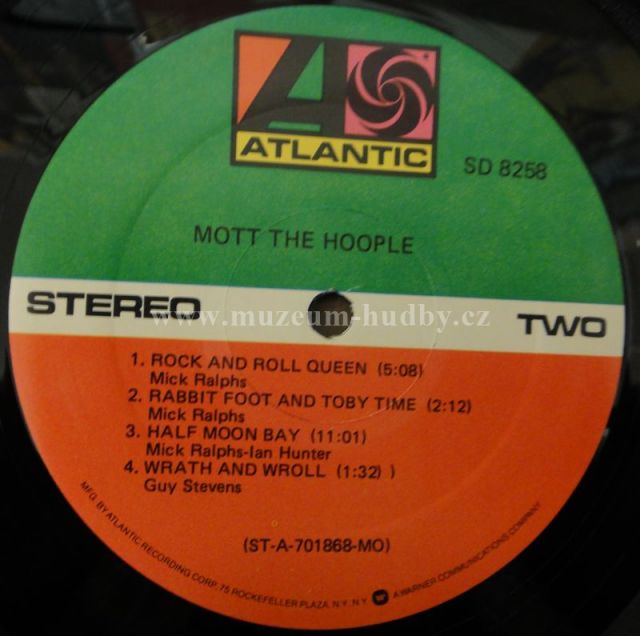 ATLANTIC
SD 8258
MOTT THE HOOPLE
STEREO
TWO
www.muzeum-hudby.cz
1. ROCK AND ROLL QUEEN (5:08)
Mick Ralphs
2. RABBIT FOOT AND TOBY TIME (2:12)
Mick Ralphs
3. HALF MOON BAY (11:01)
Mick Ralphs-Ian Hunter
4. WRATH AND WROLL (1:32) )
Guy Stevens
(ST-A-701868-MO)
MFG. BY ATLANTIC RECORDING CORP. 75 ROCKEFELLER PLAZA, N.Y. N.Y. A WARNER COMMUNICATIONS COMPANY